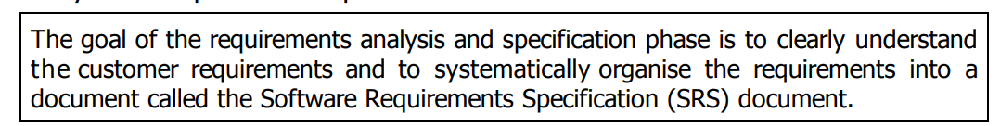 The goal of the requirements analysis and specification phase is to clearly understand
the customer requirements and to systematically organise the requirements into a
document called the Software Requirements Specification (SRS) document.